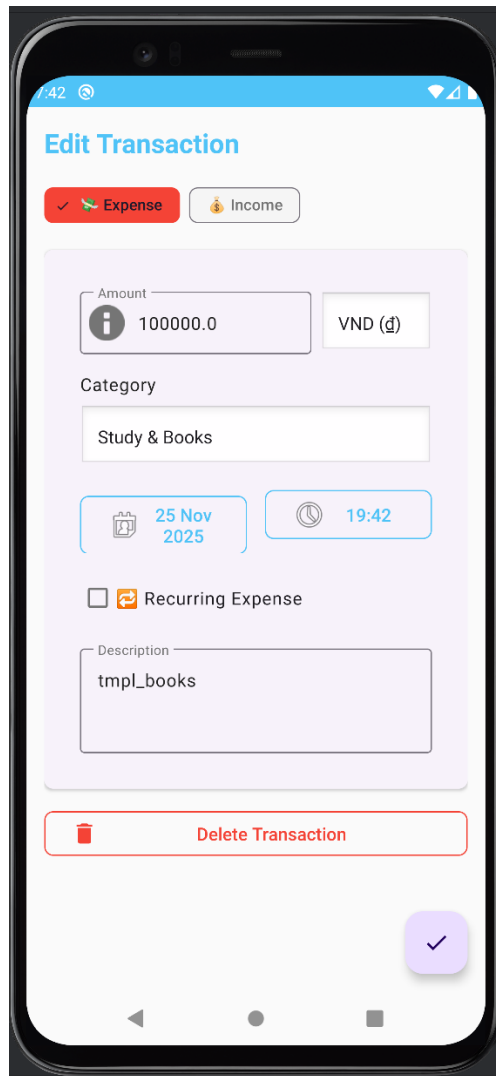 7:42
Edit Transaction
Expense
Income
Amount
100000.0
VND (₫)
Category
Study & Books
25 Nov
2025
19:42
Recurring Expense
Description
tmpl_books
Delete Transaction